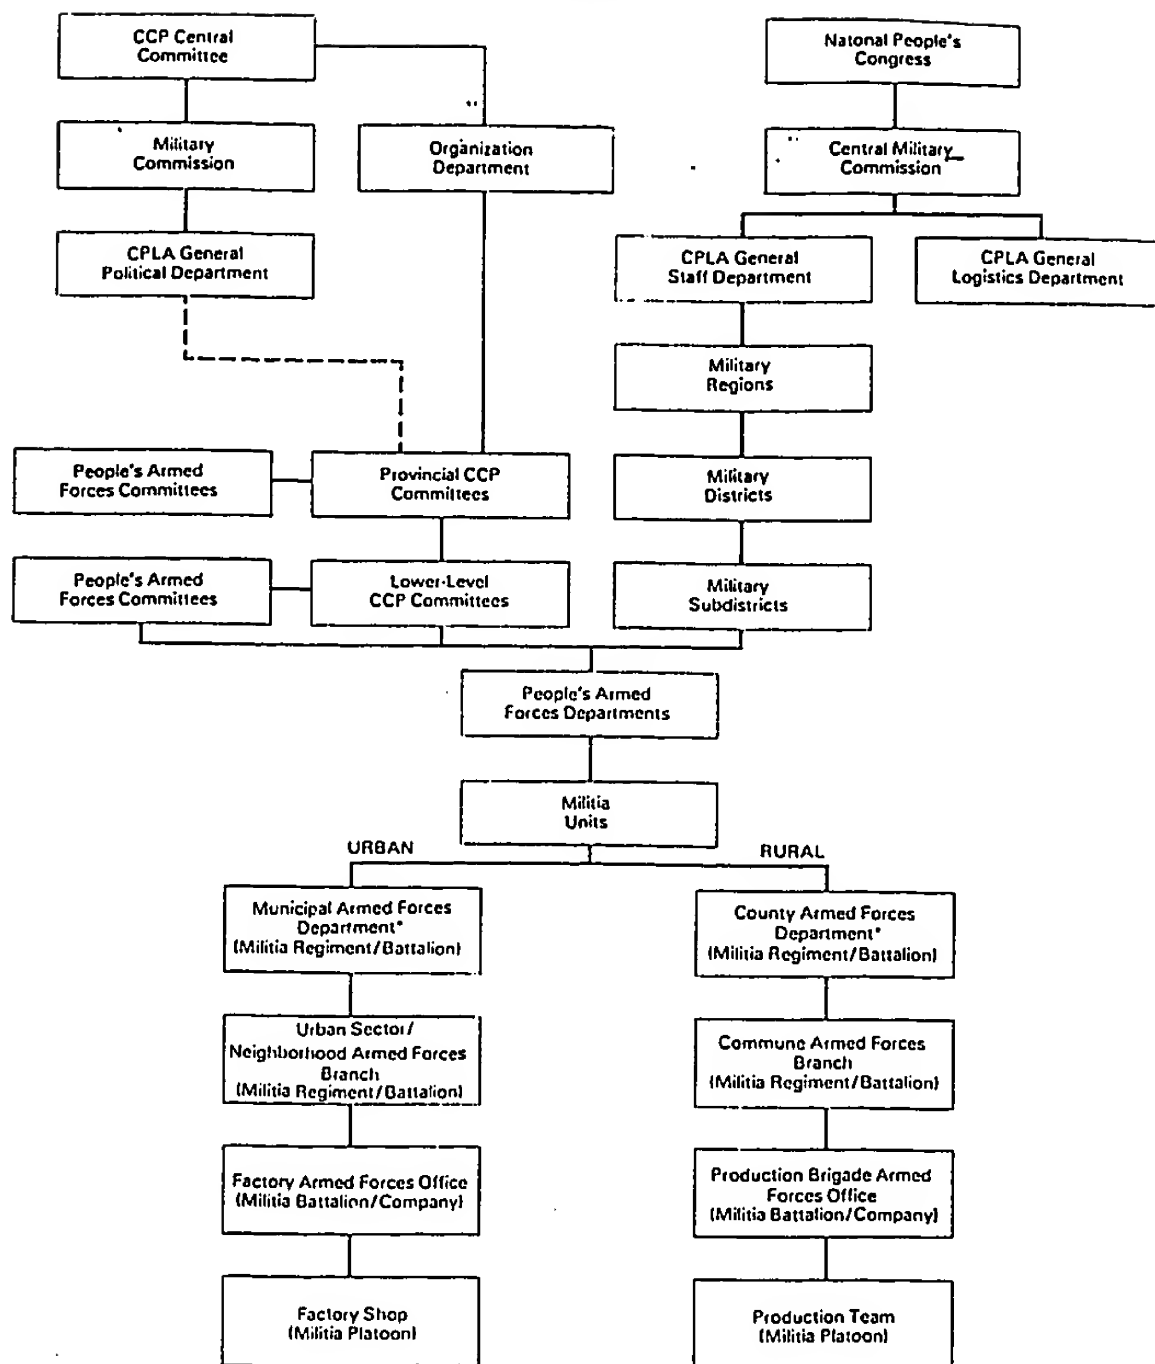 CCP Central
Committee
Natonal People's
Congress
Military
Commission
Organization
Department
Central Military
Commission
CPLA General
Political Department
CPLA General
Staff Department
CPLA General
Logistics Department
Military
Regions
People's Armed
Forces Committees
Provincial CCP
Committees
Military
Districts
People's Armed
Forces Committees
Lower-Level
CCP Committees
Military
Subdistricts
People's Armed
Forces Departments
Militia
Units
URBAN
RURAL
Municipal Armed Forces
Department*
(Militia Regiment/Battalion)
County Armed Forces
Department*
(Militia Regiment/Battalion)
Urban Sector/
Neighborhood Armed Forces
Branch
(Militia Regiment/Battalion)
Commune Armed Forces
Branch
(Militia Regiment/Battalion)
Factory Armed Forces Office
(Militia Battalion/Company)
Production Brigade Armed
Forces Office
(Militia Battalion/Company)
Factory Shop
(Militia Platoon)
Production Team
(Militia Platoon)